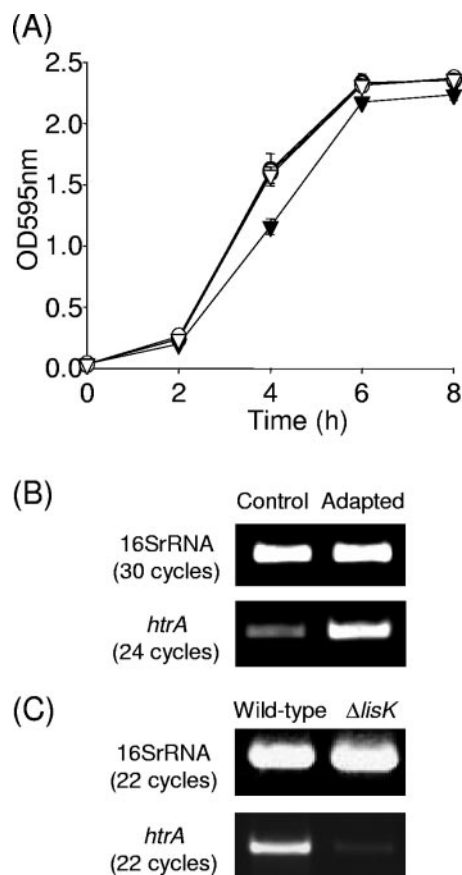 (A)
2.5
2.0
1.5
1.0
0.5
0.0
OD595nm
0 2 4 6 8
Time (h)
(B)
Control Adapted
16SrRNA
(30 cycles)
htrA
(24 cycles)
(C)
Wild-type ΔlisK
16SrRNA
(22 cycles)
htrA
(22 cycles)